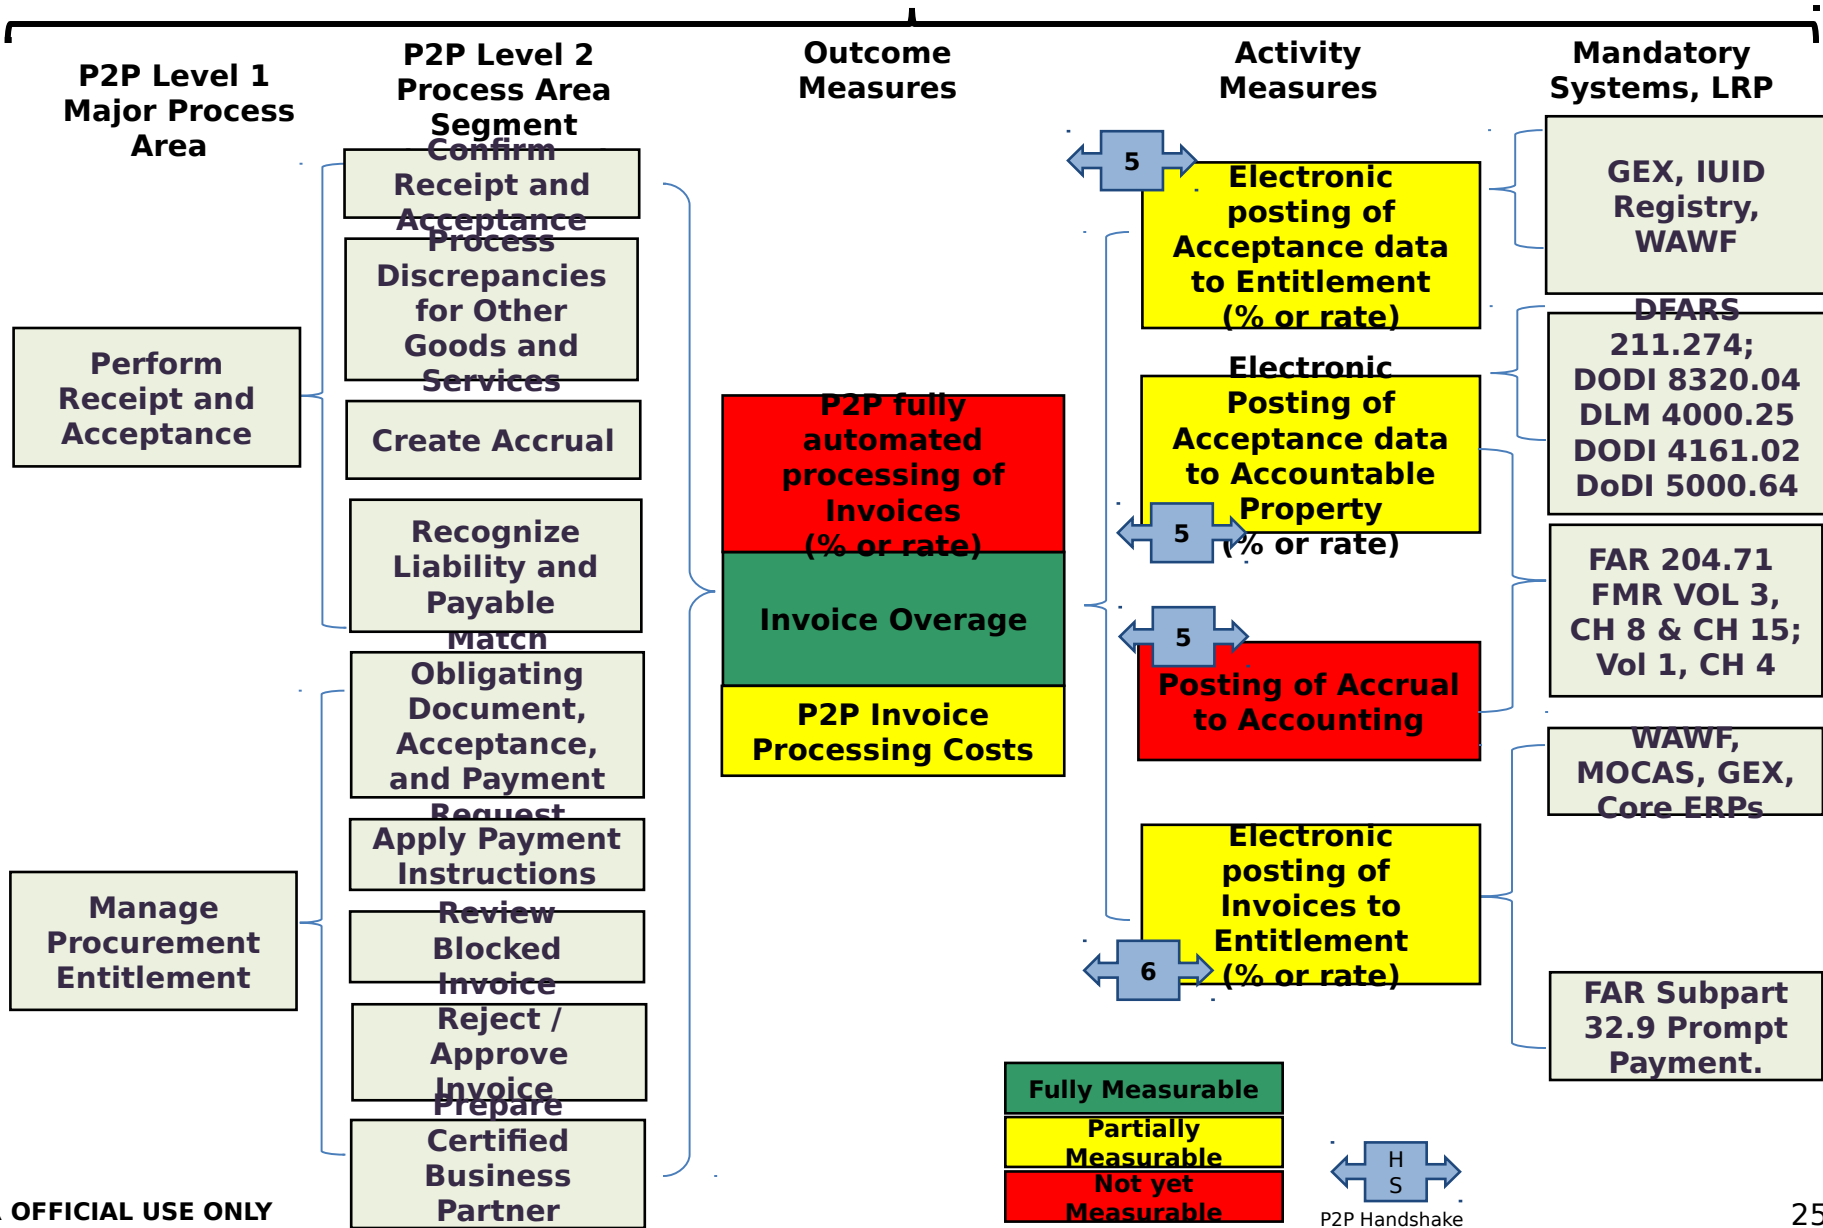 P2P Level 1
Major Process
Area
P2P Level 2
Process Area
Segment
Outcome
Measures
Activity
Measures
Mandatory
Systems, LRP
Perform
Receipt and
Acceptance
Manage
Procurement
Entitlement
Confirm
Receipt and
Acceptance
Process
Discrepancies
for Other
Goods and
Services
Create Accrual
Recognize
Liability and
Payable
Match
Obligating
Document,
Acceptance,
and Payment
Request
Apply Payment
Instructions
Review
Blocked
Invoice
Reject /
Approve
Invoice
Prepare
Certified
Business
Partner
P2P fully
automated
processing of
Invoices
(% or rate)
Invoice Overage
P2P Invoice
Processing Costs
5
Electronic
posting of
Acceptance data
to Entitlement
(% or rate)
Electronic
Posting of
Acceptance data
to Accountable
Property
(% or rate)
5
5
Posting of Accrual
to Accounting
Electronic
posting of
Invoices to
Entitlement
(% or rate)
6
GEX, IUID
Registry,
WAWF
DFARS
211.274;
DODI 8320.04
DLM 4000.25
DODI 4161.02
DoDI 5000.64
FAR 204.71
FMR VOL 3,
CH 8 & CH 15;
Vol 1, CH 4
WAWF,
MOCAS, GEX,
Core ERPs
FAR Subpart
32.9 Prompt
Payment.
Fully Measurable
Partially
Measurable
Not yet
Measurable
H
S
P2P Handshake
OFFICIAL USE ONLY
25